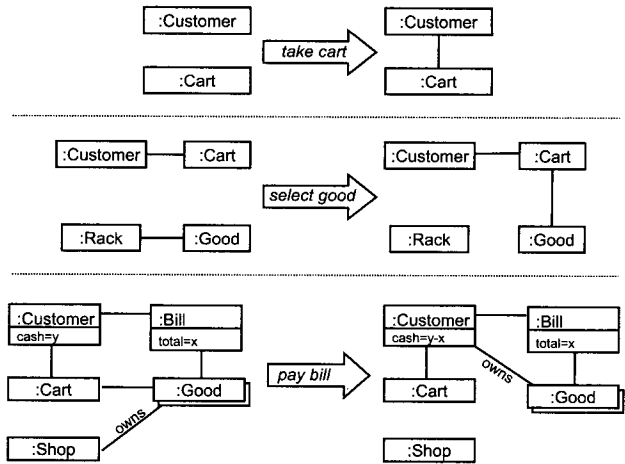 :Customer
:Customer
take cart
:Cart
:Cart
:Customer
:Cart
:Customer
:Cart
select good
:Rack
:Good
:Rack
:Good
:Customer
cash=y
:Bill
total=x
:Customer
cash=y-x
:Bill
total=x
pay bill
:Cart
:Good
owns
:Shop
owns
:Cart
:Good
:Shop